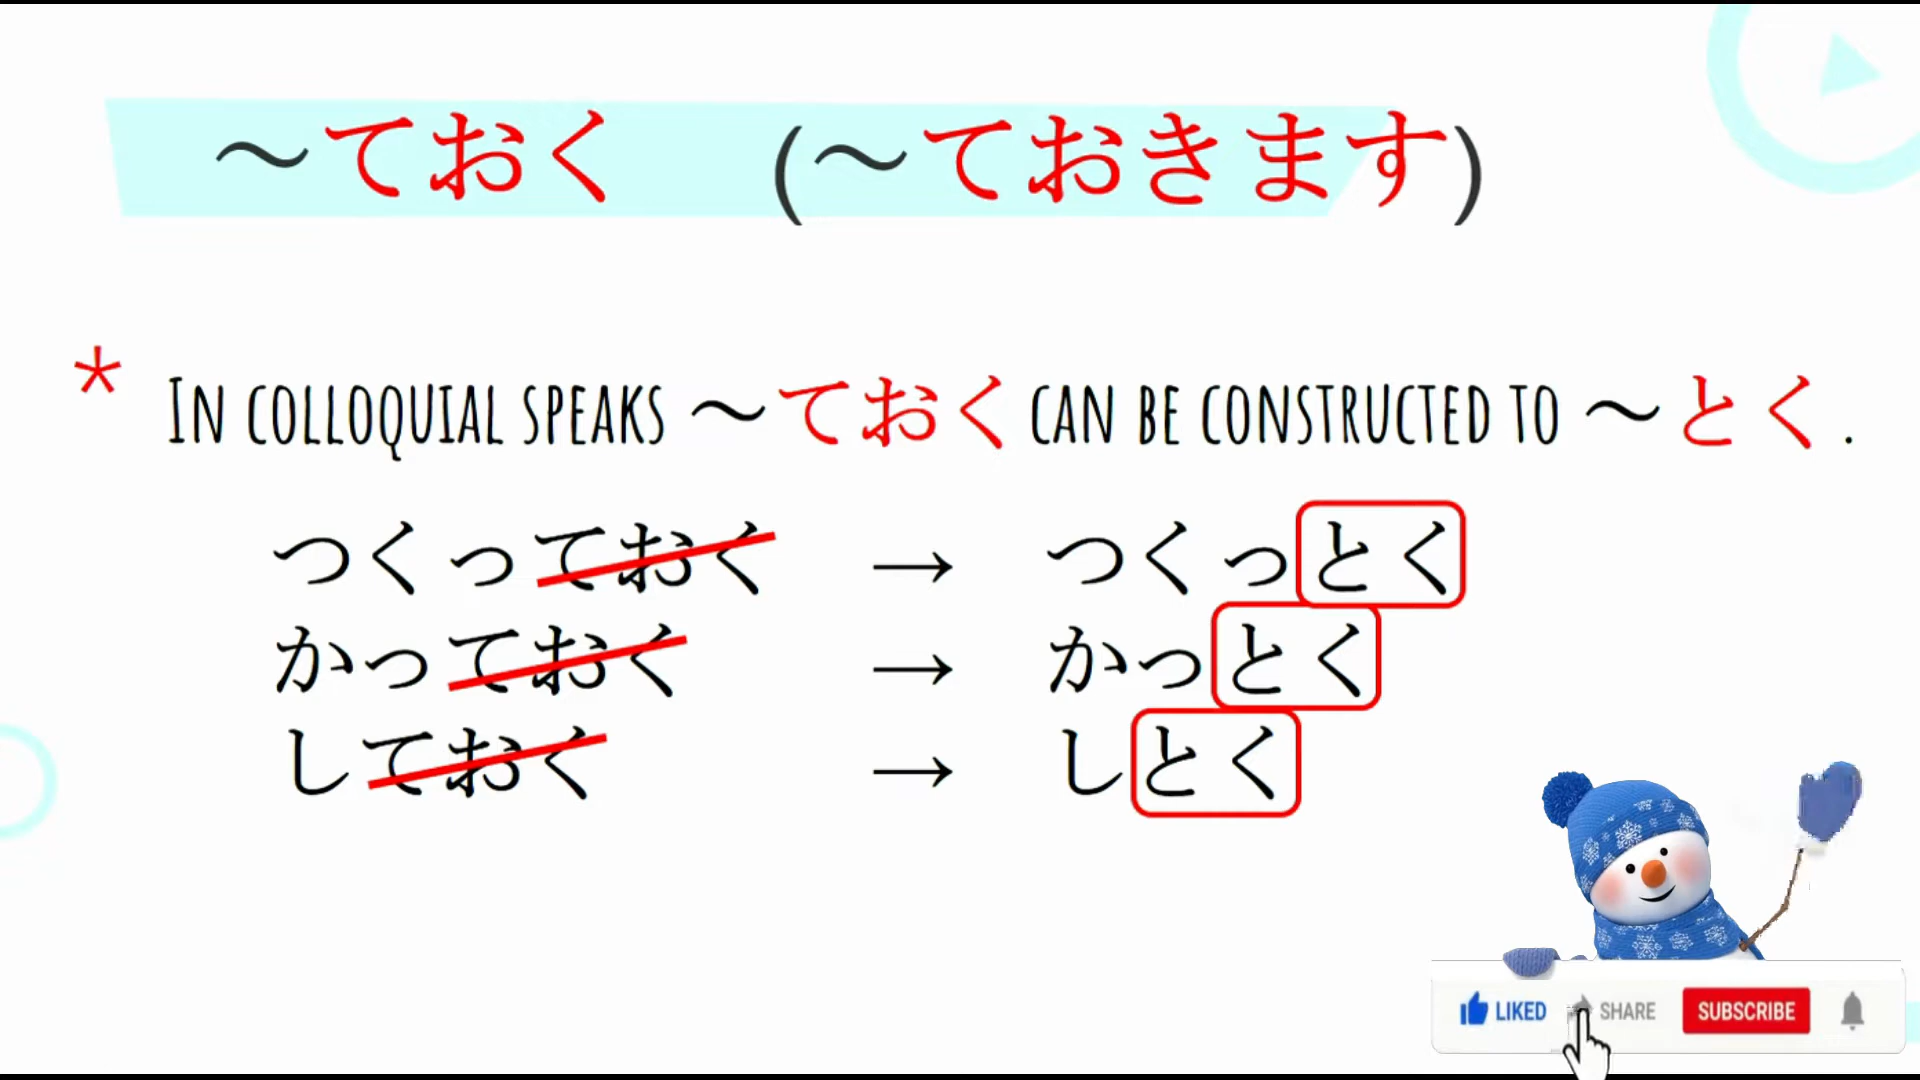 ～ておく (～ておきます)
* In colloquial speaks ～ておく can be constructed to ～とく.
つくっておく → つくっとく
かっておく → かっとく
しておく → しとく
LIKED SHARE SUBSCRIBE